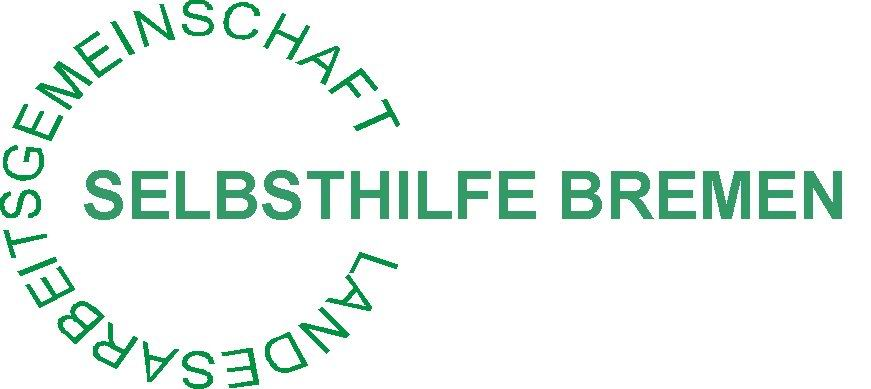 LANDESARBEITSGEMEINSCHAFT
SELBSTHILFE BREMEN